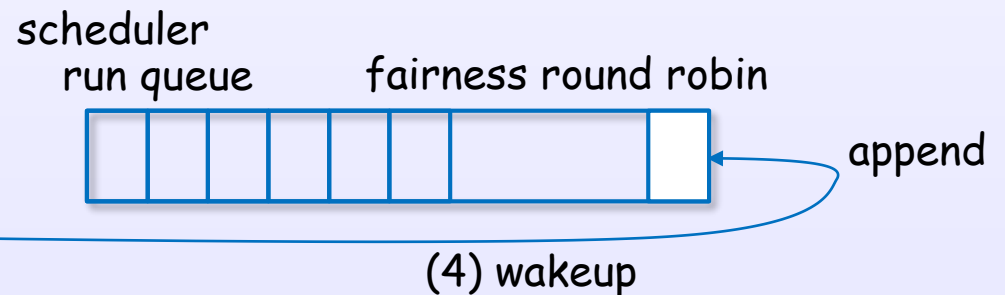 scheduler
run queue
fairness round robin
append
(4) wakeup